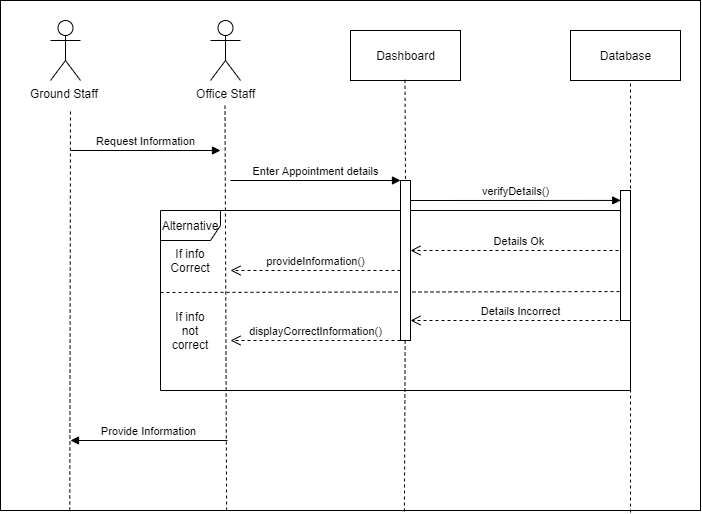 Ground Staff
Office Staff
Dashboard
Database
Request Information
Enter Appointment details
verifyDetails()
Alternative
If info
Correct
Details Ok
provideInformation()
If info
not
correct
Details Incorrect
displayCorrectInformation()
Provide Information